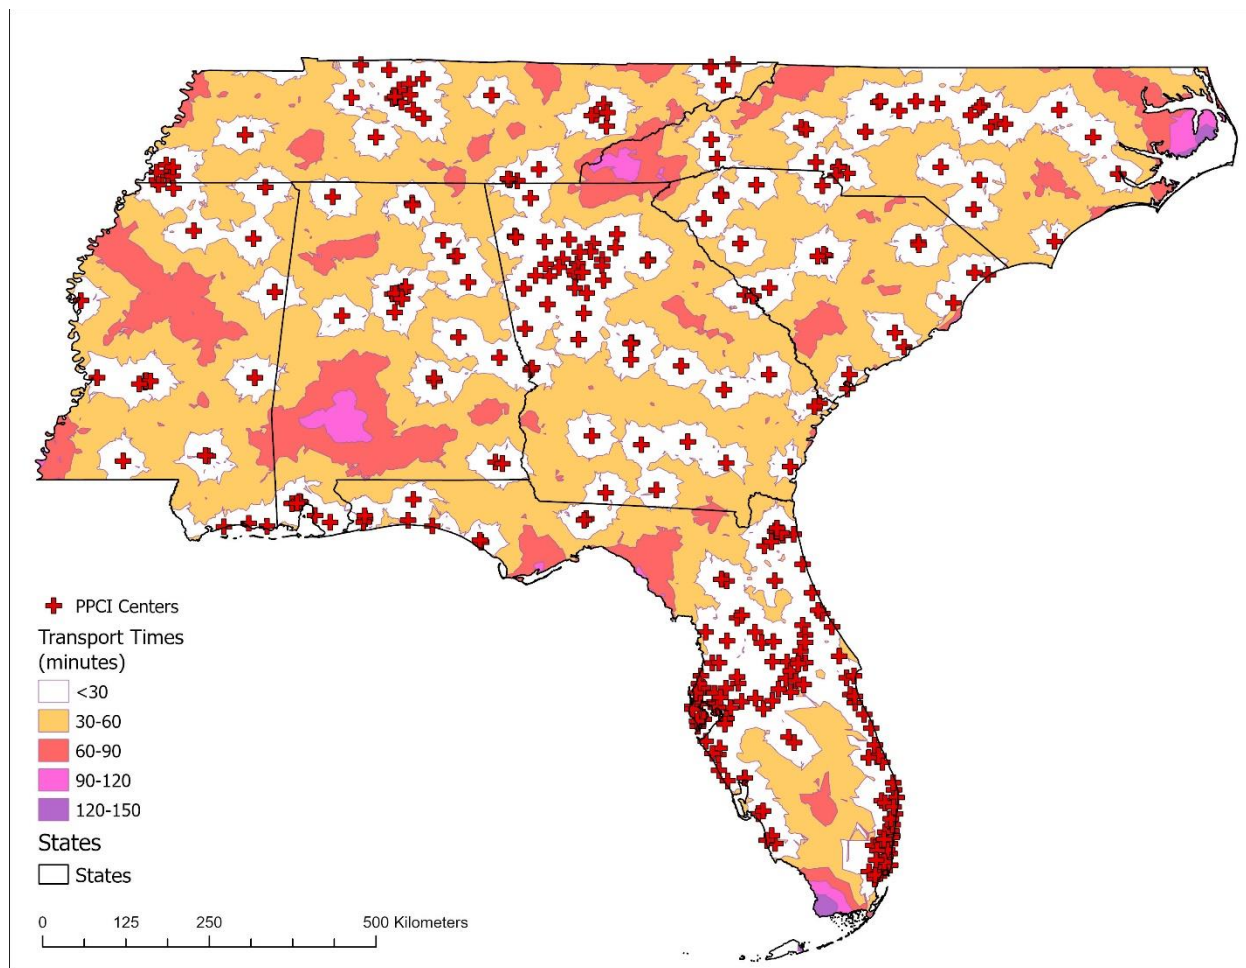 PPCI Centers
Transport Times
(minutes)
<30
30-60
60-90
90-120
120-150
States
States
0 125 250 500 Kilometers